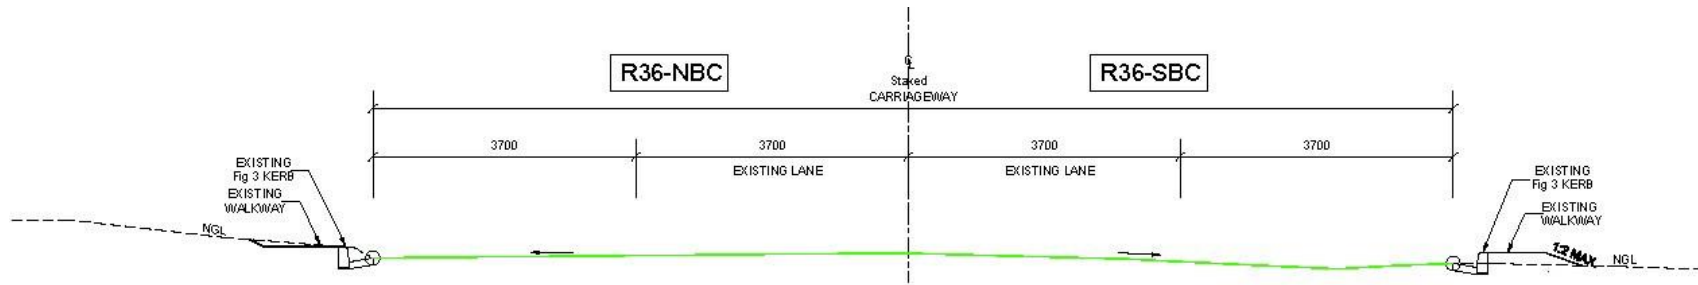 R36-NBC
℄
Staked
CARRIAGEWAY
R36-SBC
3700
3700
3700
3700
EXISTING LANE
EXISTING LANE
EXISTING
Fig 3 KERB
EXISTING
WALKWAY
NGL
EXISTING
Fig 3 KERB
EXISTING
WALKWAY
1:2 MAX
NGL